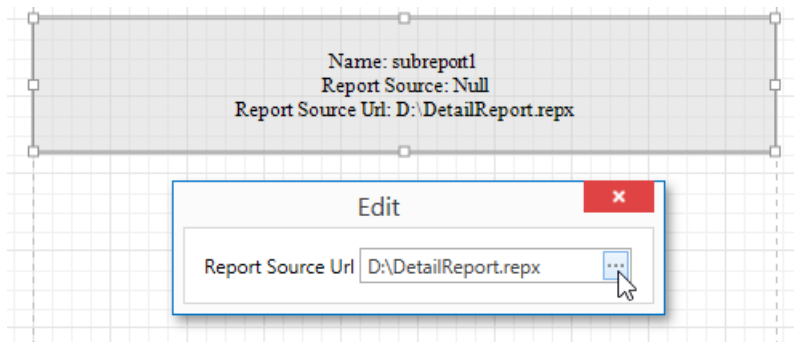 Name: subreport1
Report Source: Null
Report Source Url: D:\DetailReport.repx
Edit
Report Source Url D:\DetailReport.repx ...